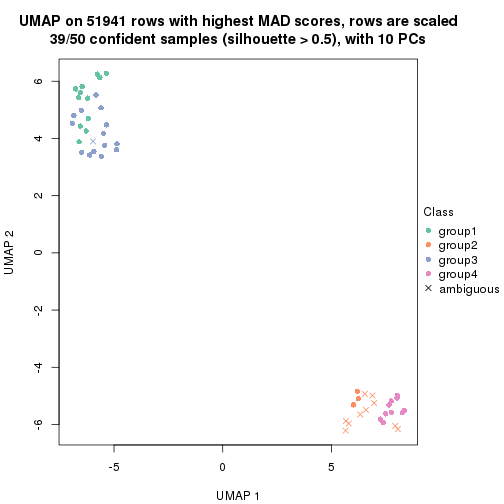 UMAP on 51941 rows with highest MAD scores, rows are scaled
39/50 confident samples (silhouette > 0.5), with 10 PCs
6
4
2
0
-2
-4
-6
UMAP 2
-5
0
5
UMAP 1
Class
group1
group2
group3
group4
ambiguous